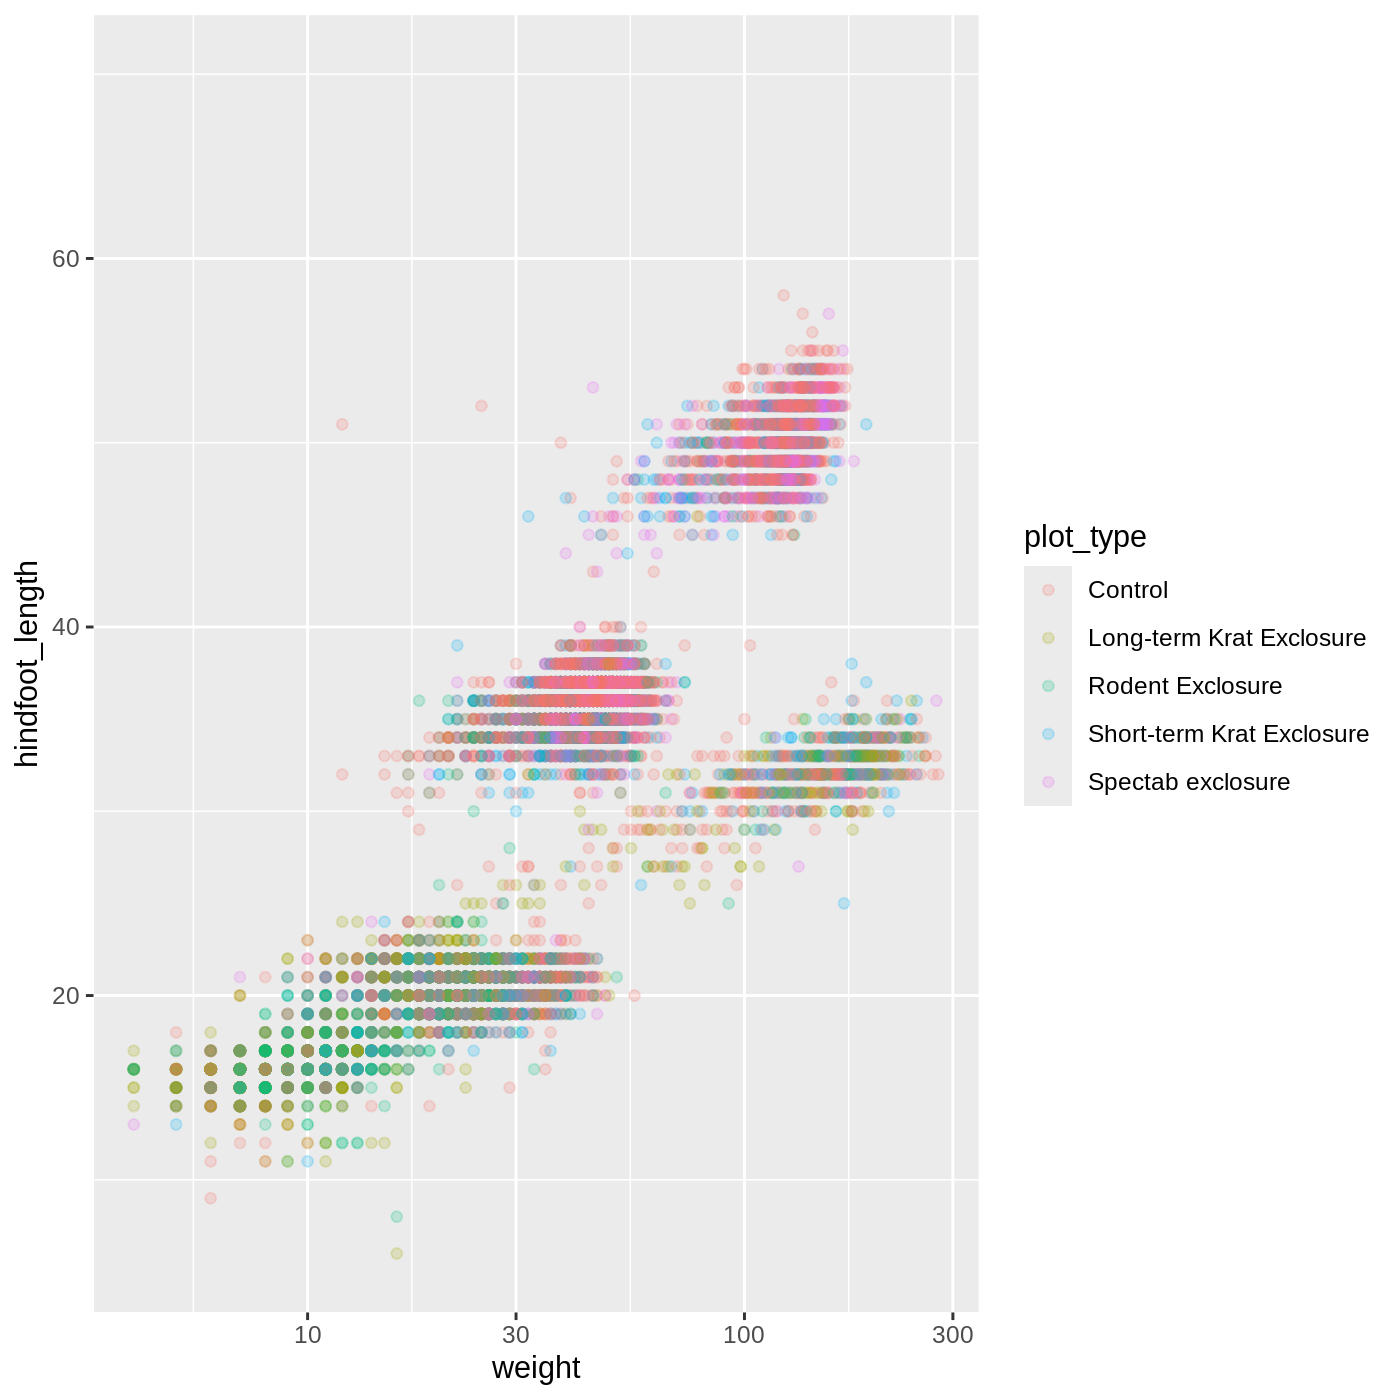 60
40
20
hindfoot_length
10
30
100
300
weight
plot_type
Control
Long-term Krat Exclosure
Rodent Exclosure
Short-term Krat Exclosure
Spectab exclosure